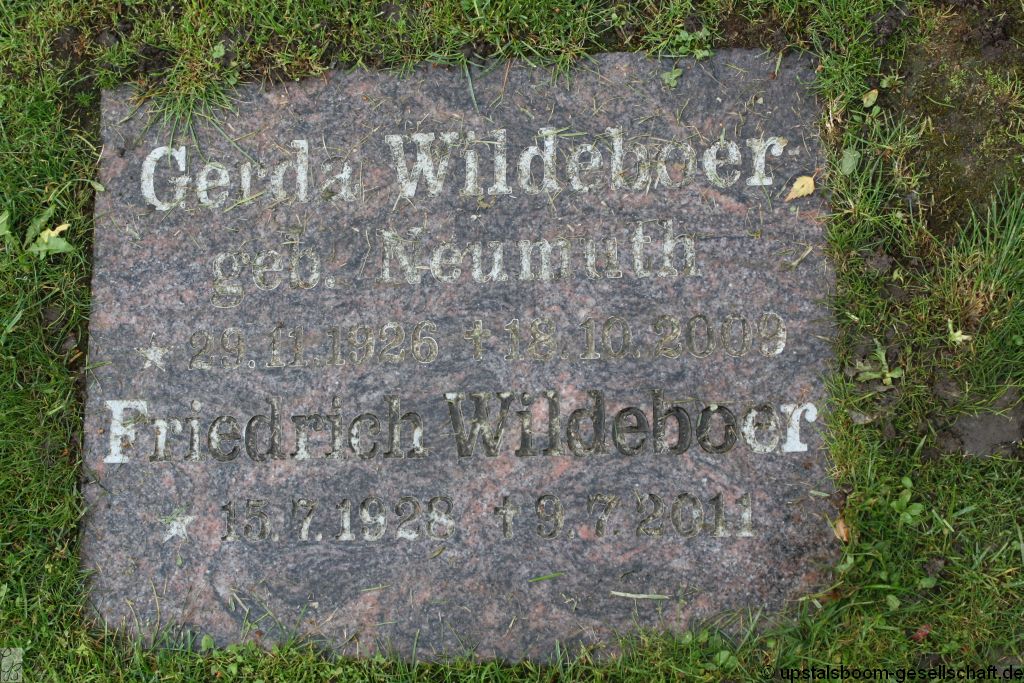 Gerda Wildeboer
geb. Neumuth
* 29.11.1926 † 18.10.2009
Friedrich Wildeboer
* 15.7.1928 † 9.7.2011
© upstalsboom-gesellschaft.de